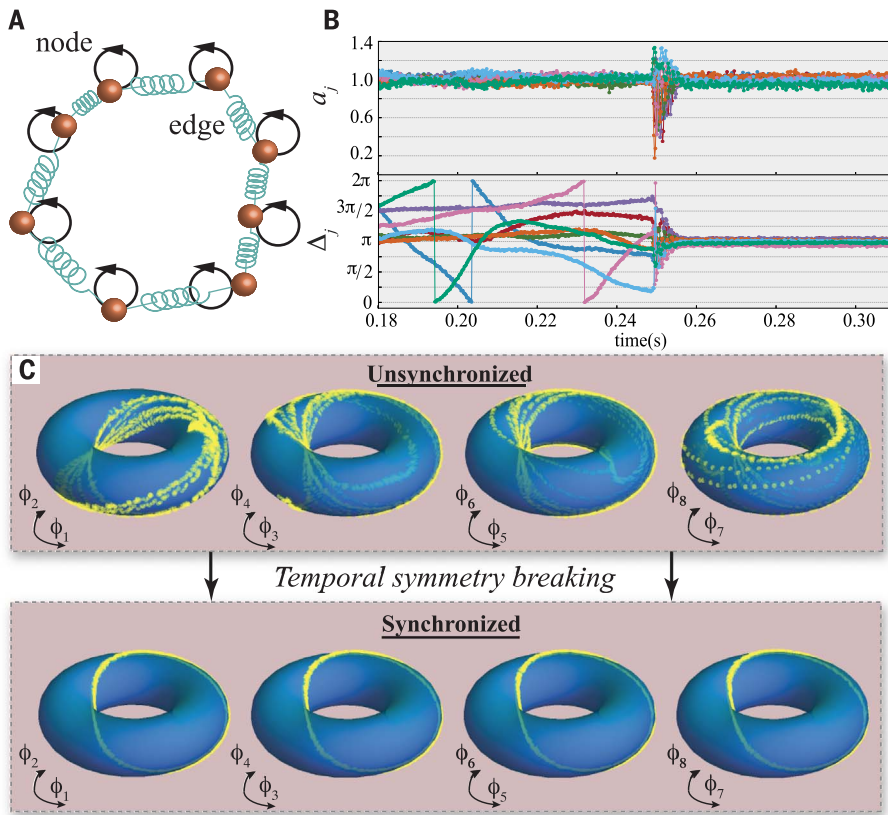 A
node
edge
B
a_j
1.4
1.0
0.6
0.2
Δ_j
2π
3π/2
π
π/2
0
0.18 0.20 0.22 0.24 0.26 0.28 0.30
time(s)
C
Unsynchronized
ϕ₂ ϕ₁ ϕ₄ ϕ₃ ϕ₆ ϕ₅ ϕ₈ ϕ₇
Temporal symmetry breaking
Synchronized
ϕ₂ ϕ₁ ϕ₄ ϕ₃ ϕ₆ ϕ₅ ϕ₈ ϕ₇